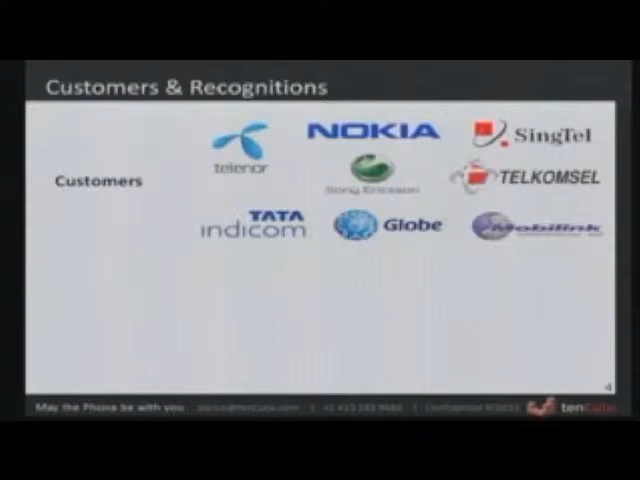 Customers & Recognitions
telenor
NOKIA
SingTel
Customers
Sony Ericsson
TELKOMSEL
TATA
indicom
Globe
Mobilink
4
May the Phone be with you
tenCube